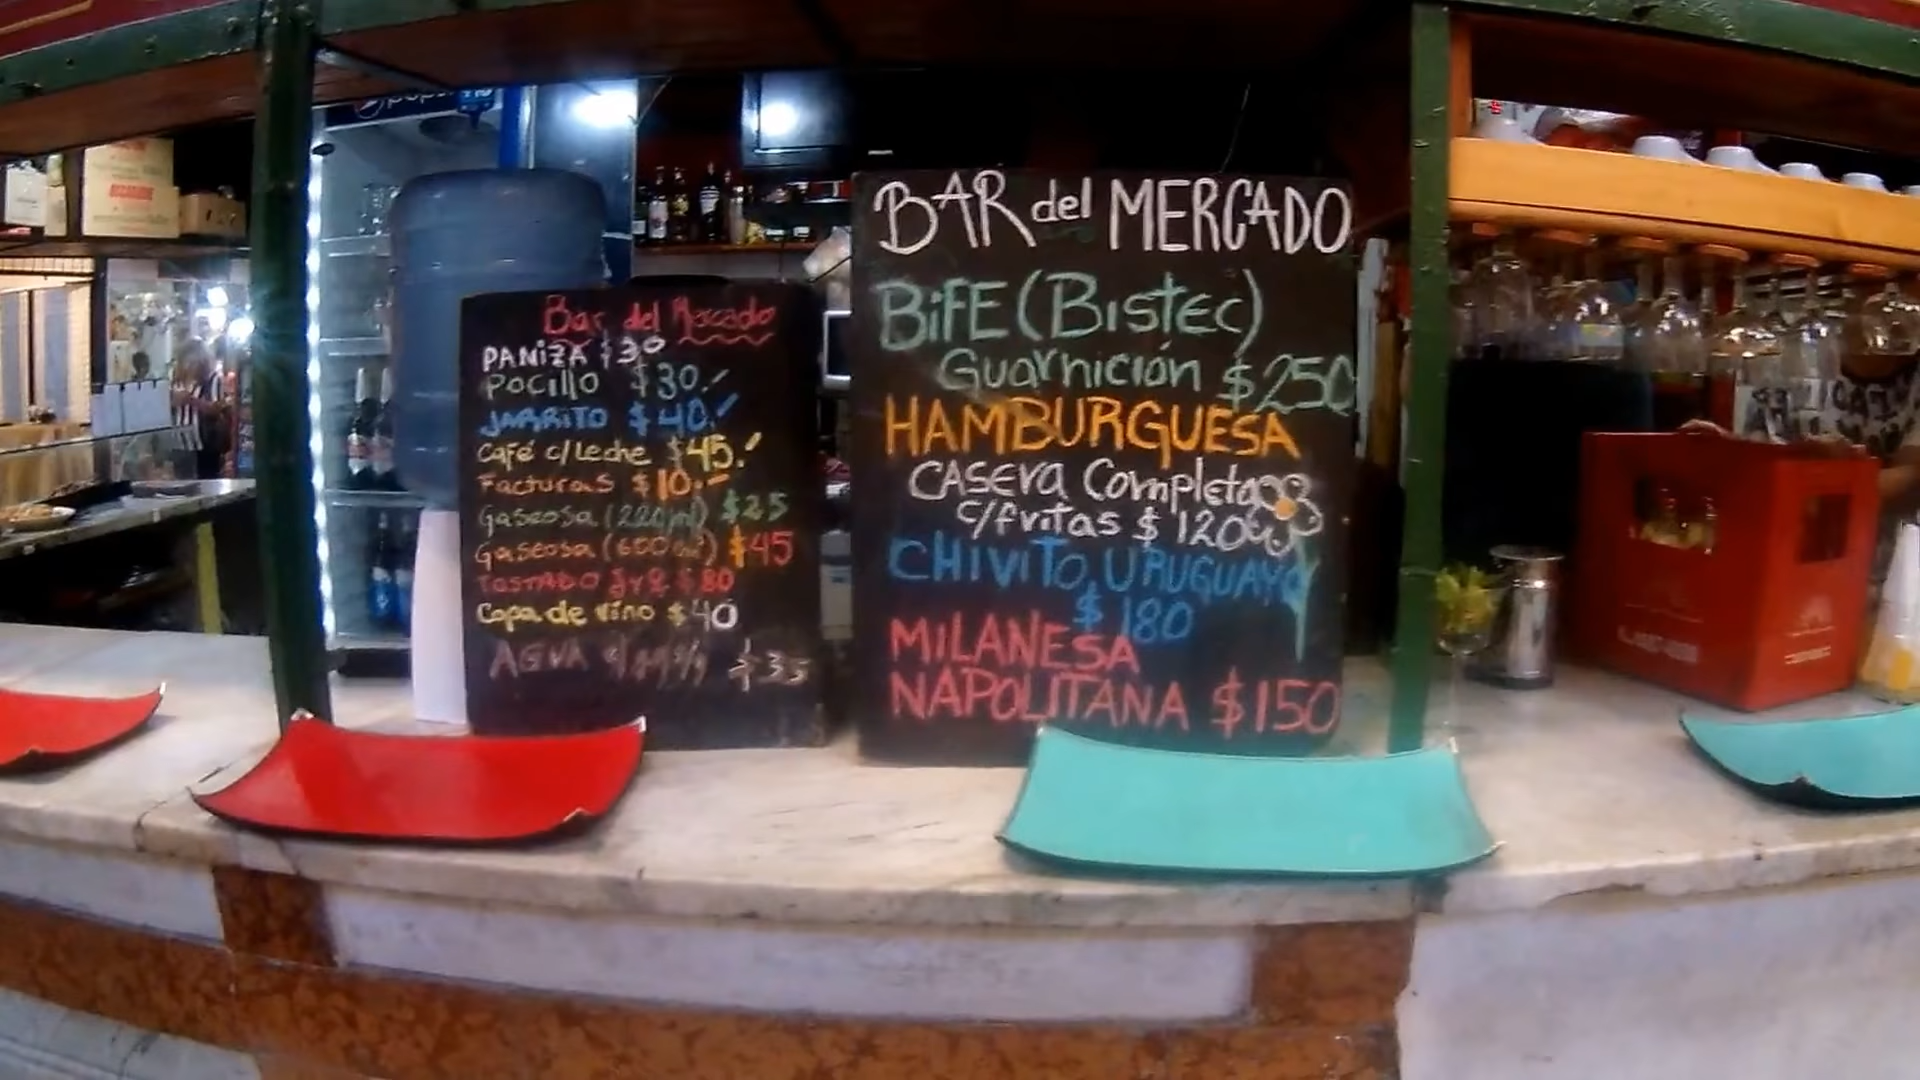 Bar del Mercado
PANIZA $30
POCILLO $30.-
JARRITO $40.-
Café c/Leche $45.-
Facturas $10.-
Gaseosa (220ml) $25
Gaseosa (600ml) $45
TOSTADO JyQ $80
Copa de Vino $40
AGUA $35
BAR del MERCADO
BIFE (BISTEC)
Guarnición $250
HAMBURGUESA
CASERA Completa
c/fritas $120
CHIVITO URUGUAYO
$180
MILANESA
NAPOLITANA $150